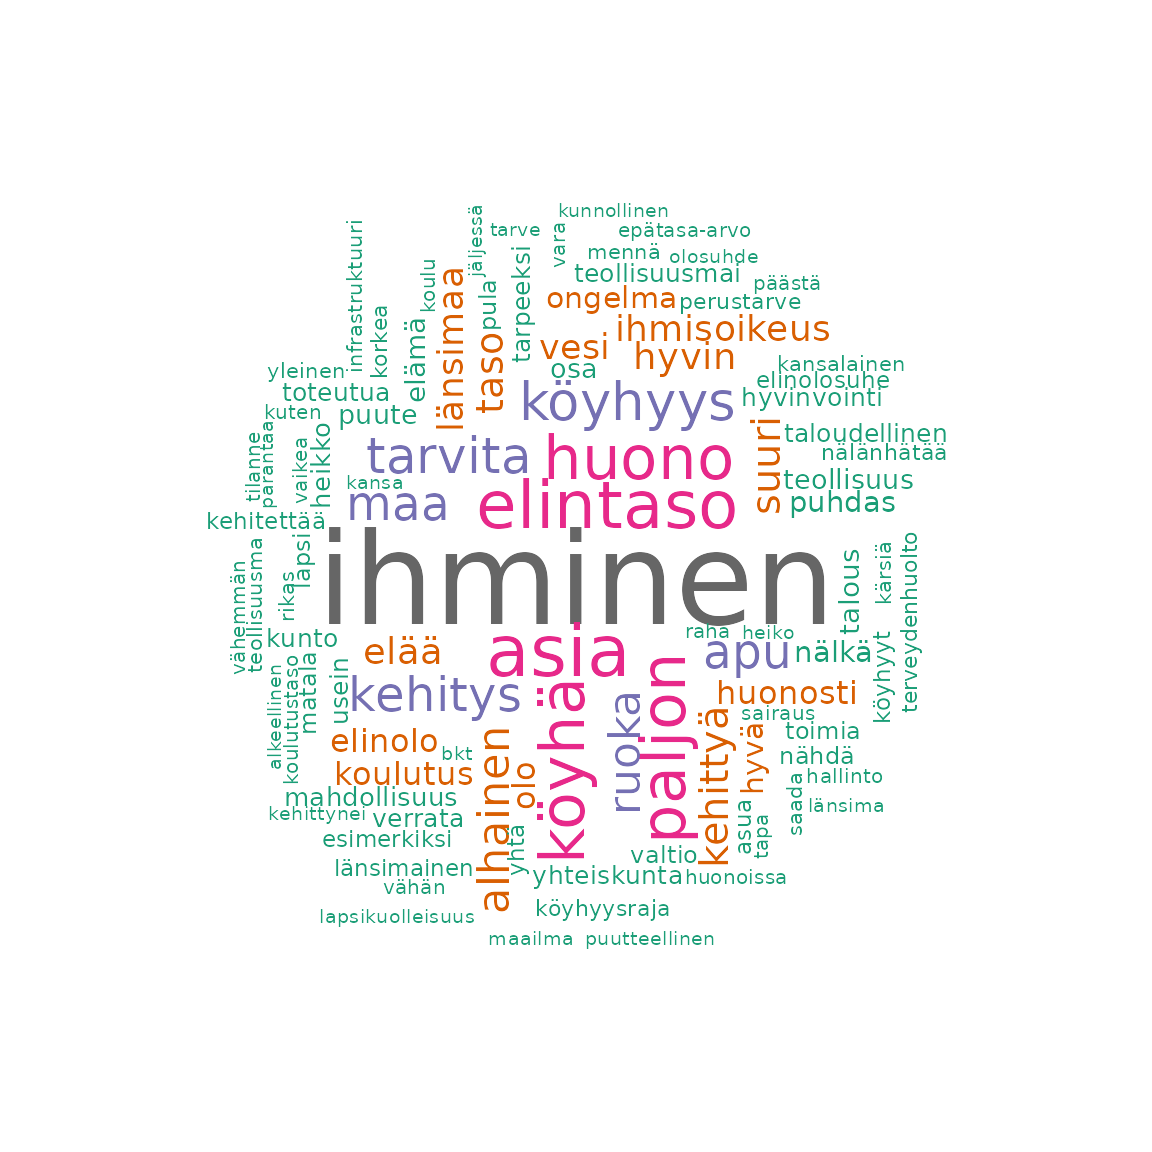 kunnollinen
jäljessä
tarve
vara
epätasa-arvo
infrastruktuuri
mennä
olosuhde
koulu
länsimaa
pula
tarpeeksi
teollisuusmai
päästä
ongelma
perustarve
korkea
elämä
taso
vesi
ihmisoikeus
hyvin
osa
kansalainen
yleinen
elinolosuhe
toteutua
köyhyys
hyvinvointi
kuten
puute
suuri
taloudellinen
tilanne
parantaa
vaikea
heikko
tarvita
huono
nälänhätää
kansa
maa
elintaso
teollisuus
puhdas
kehitettää
ihminen
lapsi
vähemmän
teollisuusma
rikas
talous
kärsiä
terveydenhuolto
kunto
elää
asia
raha
heiko
apu
nälkä
köyhyyt
alkeellinen
koulutustaso
matala
usein
kehitys
köyhä
ruoka
paljon
huonosti
kehittyä
sairaus
hyvä
toimia
elinolo
bkt
nähdä
koulutus
alhainen
olo
hallinto
saada
mahdollisuus
länsima
kehittynei
verrata
asua
tapa
esimerkiksi
yhtä
valtio
länsimainen
yhteiskunta
huonoissa
vähän
köyhyysraja
lapsikuolleisuus
maailma
puutteellinen